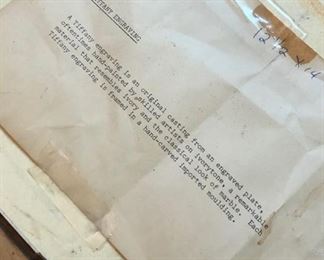 TIFFANY ENGRAVING
A Tiffany engraving is an original casting from an engraved plate,
oftentimes hand-painted by skilled artists on ivorytone, a remarkable
material that resembles ivory and the classical look of marble. Each
Tiffany engraving is framed in a hand-carved imported moulding.